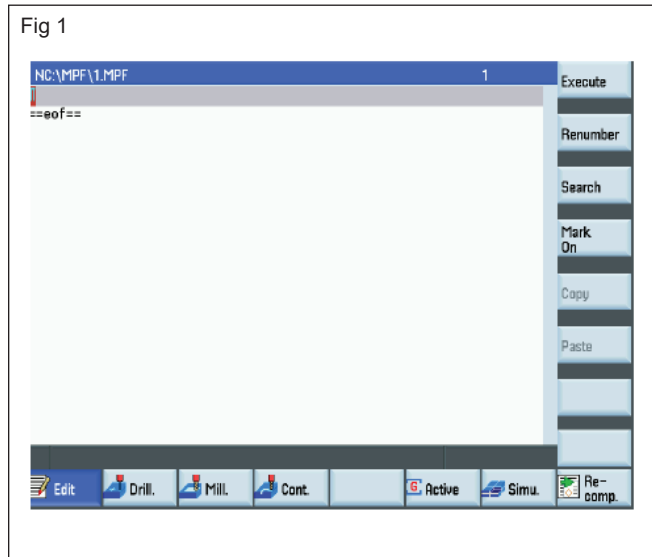 Fig 1
NC:\MPF\1.MPF 1
==eof==
Execute
Renumber
Search
Mark
On
Copy
Paste
Edit
Drill.
Mill.
Cont.
G Active
Simu.
Re-
comp.